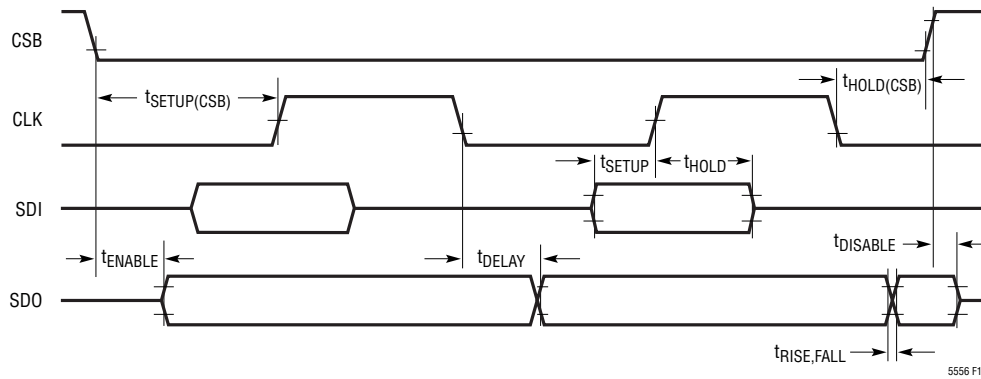 CSB
tSETUP(CSB)
tHOLD(CSB)
CLK
tSETUP
tHOLD
SDI
tENABLE
tDELAY
tDISABLE
SDO
tRISE,FALL
5556 F1